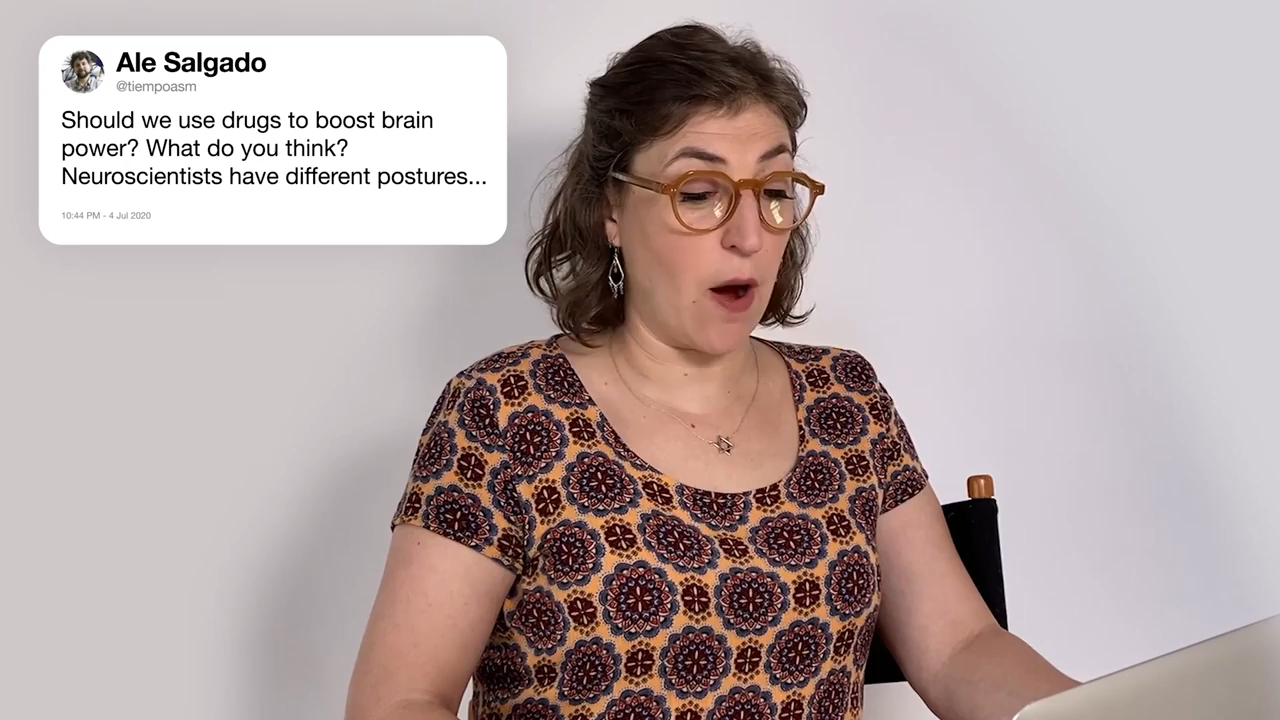 Ale Salgado
@tiempoasm
Should we use drugs to boost brain
power? What do you think?
Neuroscientists have different postures...
10:44 PM - 4 Jul 2020